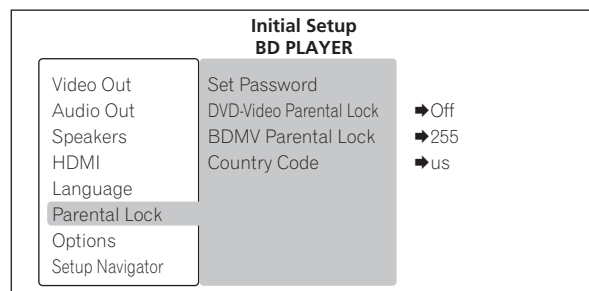 Initial Setup
BD PLAYER
Video Out
Audio Out
Speakers
HDMI
Language
Parental Lock
Options
Setup Navigator
Set Password
DVD-Video Parental Lock ➡Off
BDMV Parental Lock ➡255
Country Code ➡us